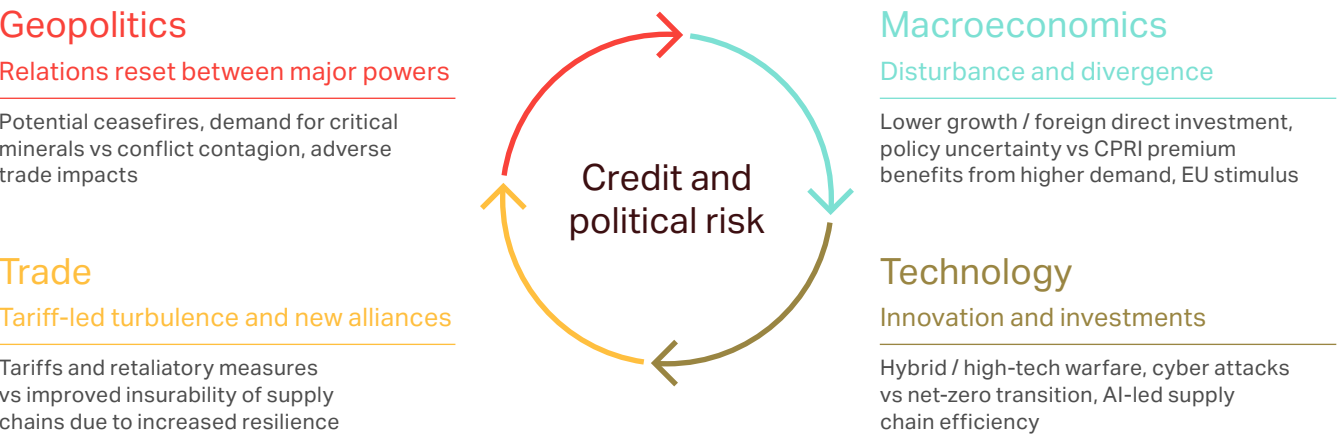 Geopolitics
Relations reset between major powers
Potential ceasefires, demand for critical
minerals vs conflict contagion, adverse
trade impacts
Macroeconomics
Disturbance and divergence
Lower growth / foreign direct investment,
policy uncertainty vs CPRI premium
benefits from higher demand, EU stimulus
Credit and
political risk
Trade
Tariff-led turbulence and new alliances
Tariffs and retaliatory measures
vs improved insurability of supply
chains due to increased resilience
Technology
Innovation and investments
Hybrid / high-tech warfare, cyber attacks
vs net-zero transition, AI-led supply
chain efficiency